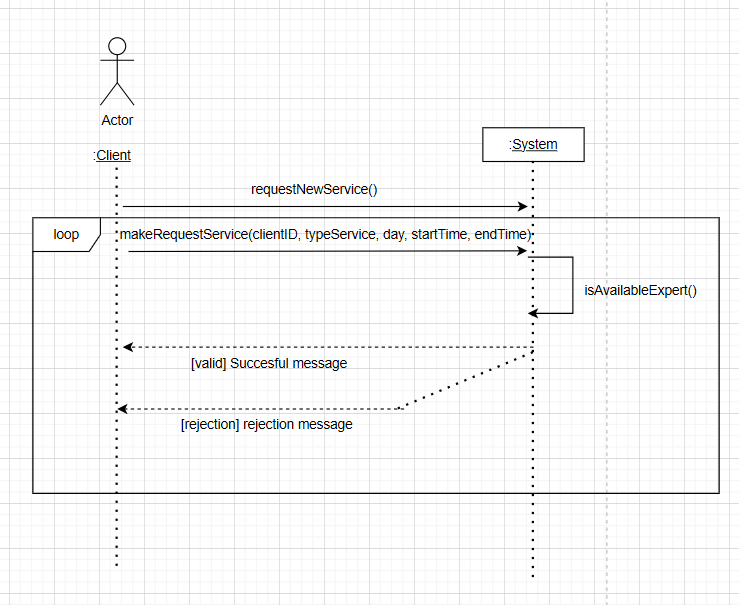 Actor
:Client
:System
requestNewService()
loop
makeRequestService(clientID, typeService, day, startTime, endTime)
isAvailableExpert()
[valid] Succesful message
[rejection] rejection message